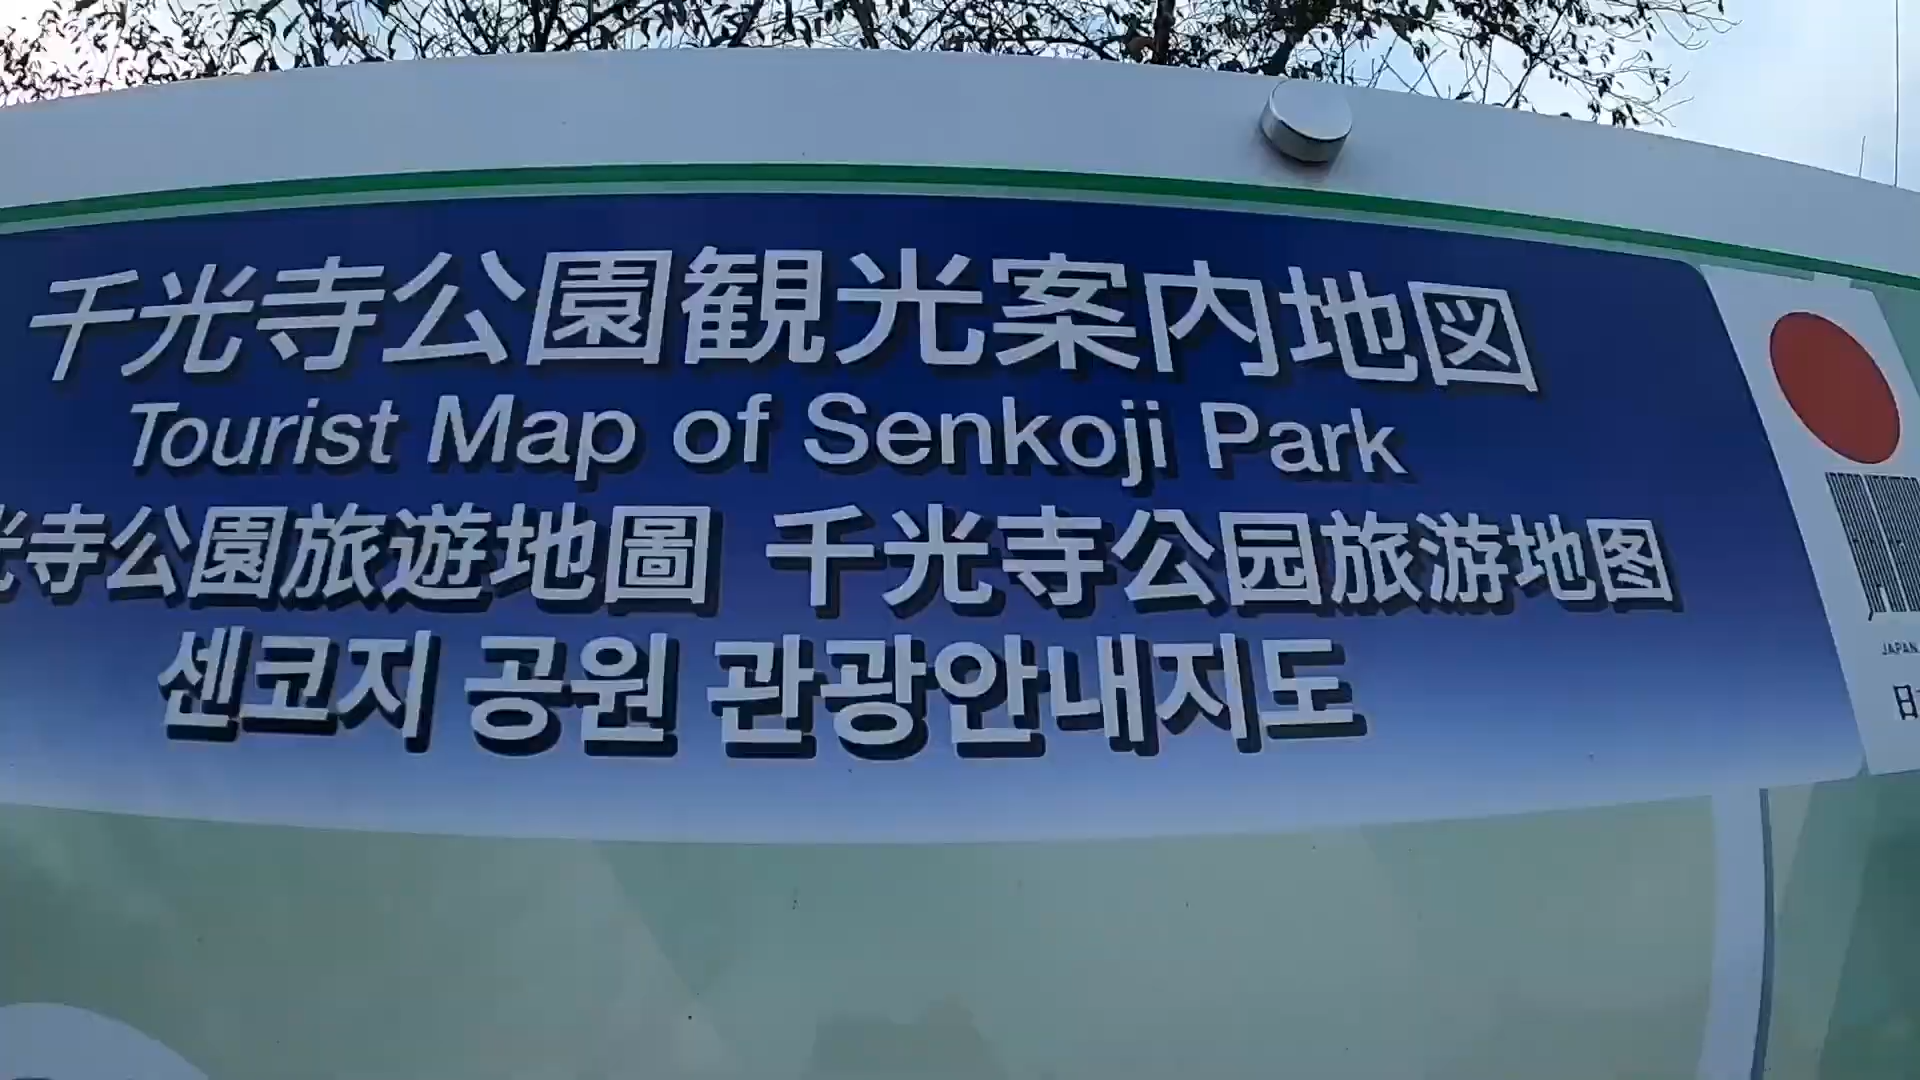 千光寺公園観光案内地図
Tourist Map of Senkoji Park
寺公園旅遊地圖 千光寺公园旅游地图
센코지 공원 관광안내지도
JAPAN